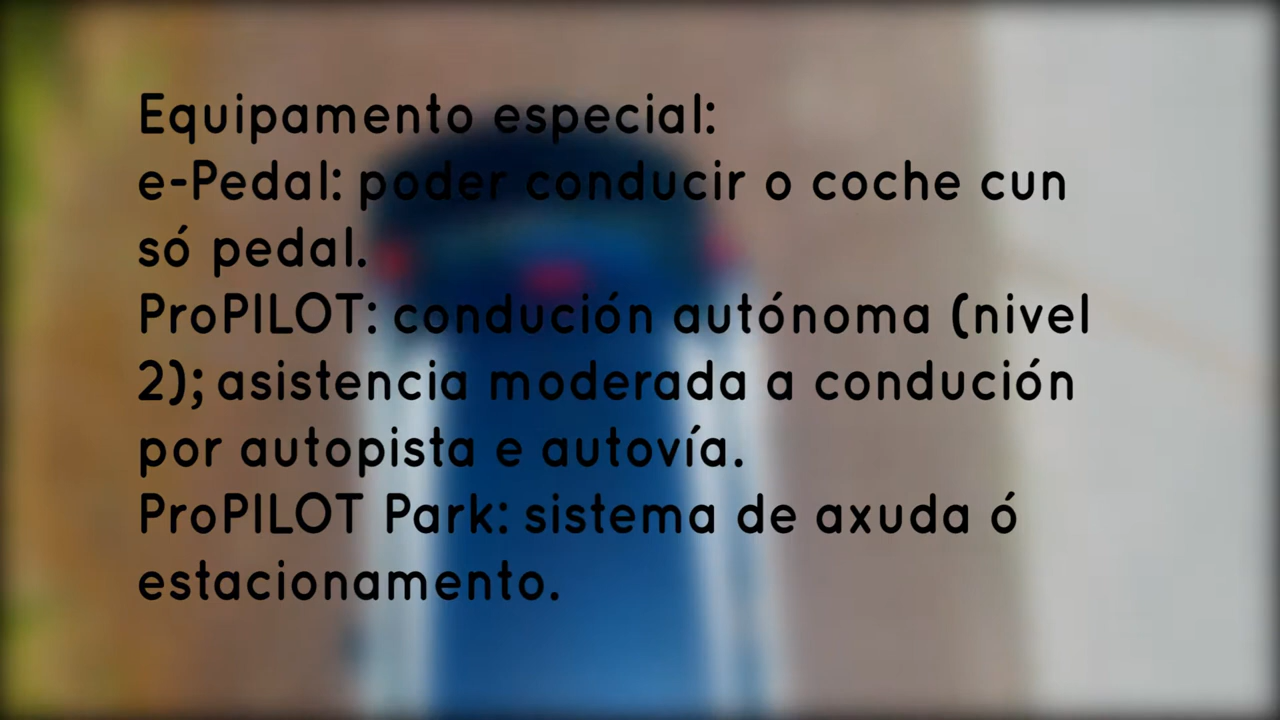 Equipamento especial:
e-Pedal: poder conducir o coche cun
só pedal.
ProPILOT: condución autónoma (nivel
2); asistencia moderada a condución
por autopista e autovía.
ProPILOT Park: sistema de axuda ó
estacionamento.